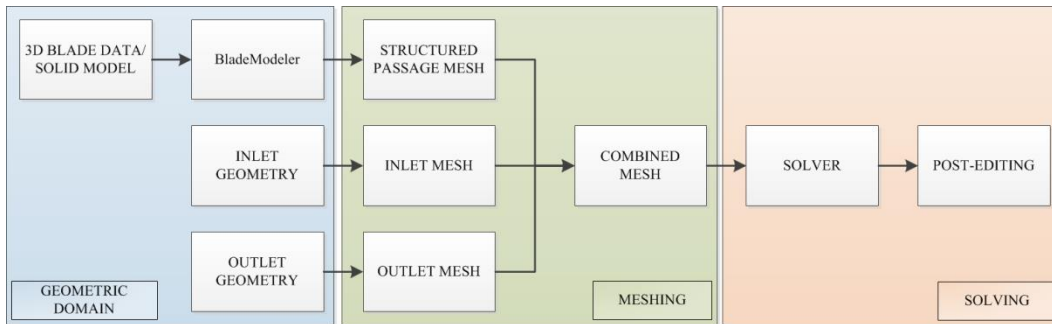 3D BLADE DATA/
SOLID MODEL
BladeModeler
STRUCTURED
PASSAGE MESH
INLET
GEOMETRY
INLET MESH
COMBINED
MESH
SOLVER
POST-EDITING
OUTLET
GEOMETRY
OUTLET MESH
GEOMETRIC
DOMAIN
MESHING
SOLVING